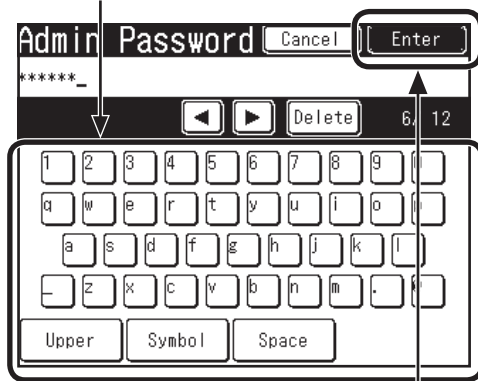 Admin Password Cancel Enter
******_
◀ ▶ Delete 6/ 12
1 2 3 4 5 6 7 8 9
q w e r t y u i o
a s d f g h j k l
_ z x c v b n m .
Upper Symbol Space